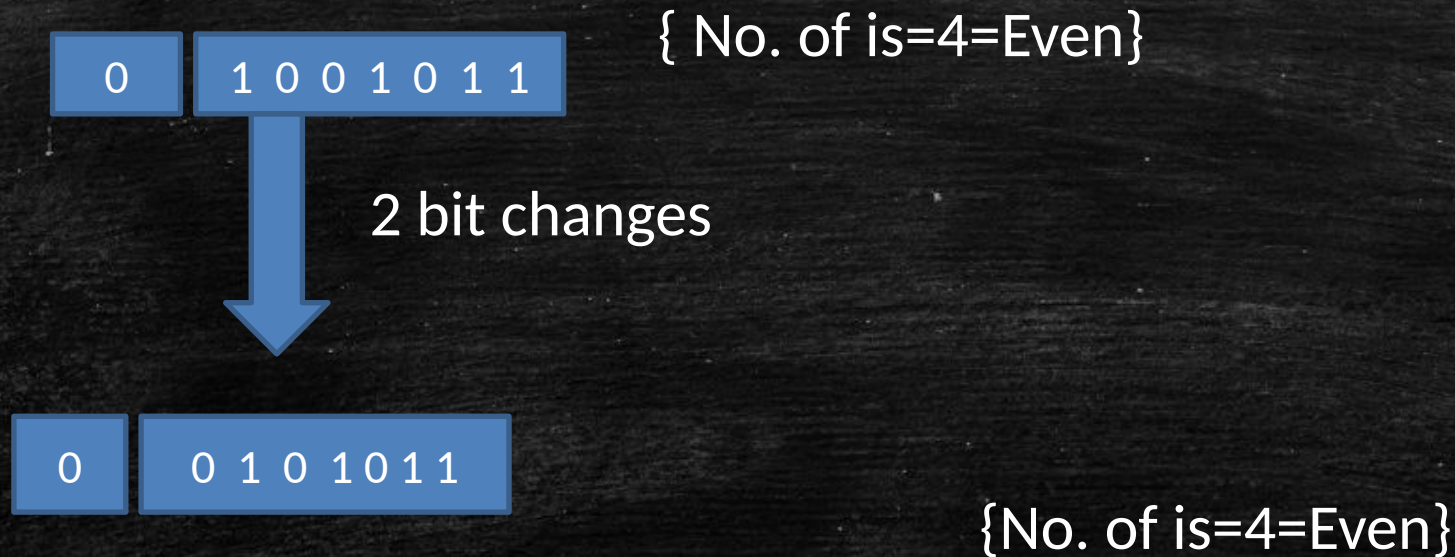 { No. of is=4=Even}
0 1 0 0 1 0 1 1
2 bit changes
0 0 1 0 1 0 1 1
{No. of is=4=Even}